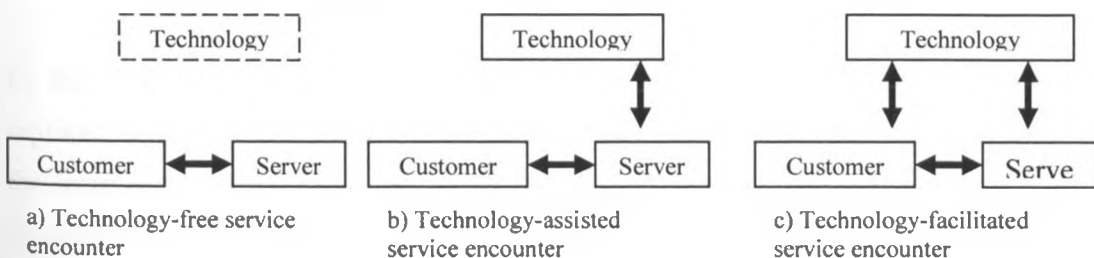 Technology
Technology
Technology
Customer
Server
Customer
Server
Customer
Serve
a) Technology-free service
encounter
b) Technology-assisted
service encounter
c) Technology-facilitated
service encounter